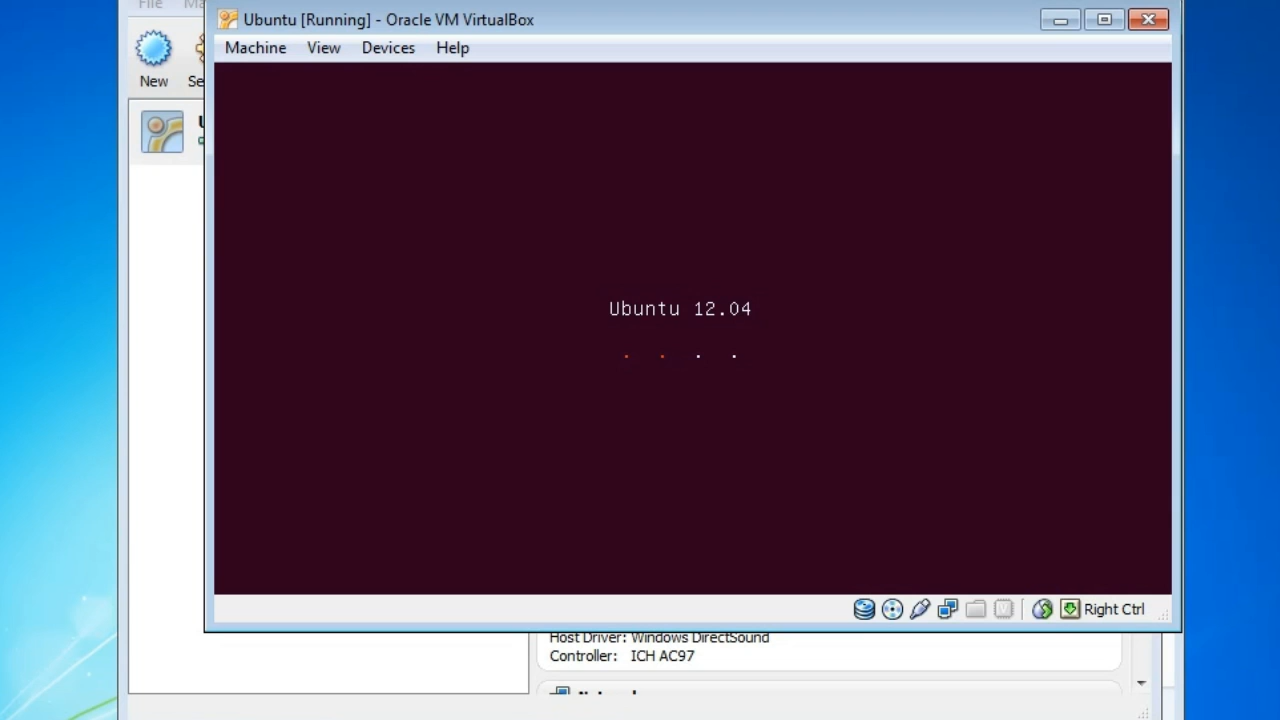 File
Ubuntu [Running] - Oracle VM VirtualBox
Machine View Devices Help
New
Ubuntu 12.04
Right Ctrl
Host Driver: Windows DirectSound
Controller: ICH AC97